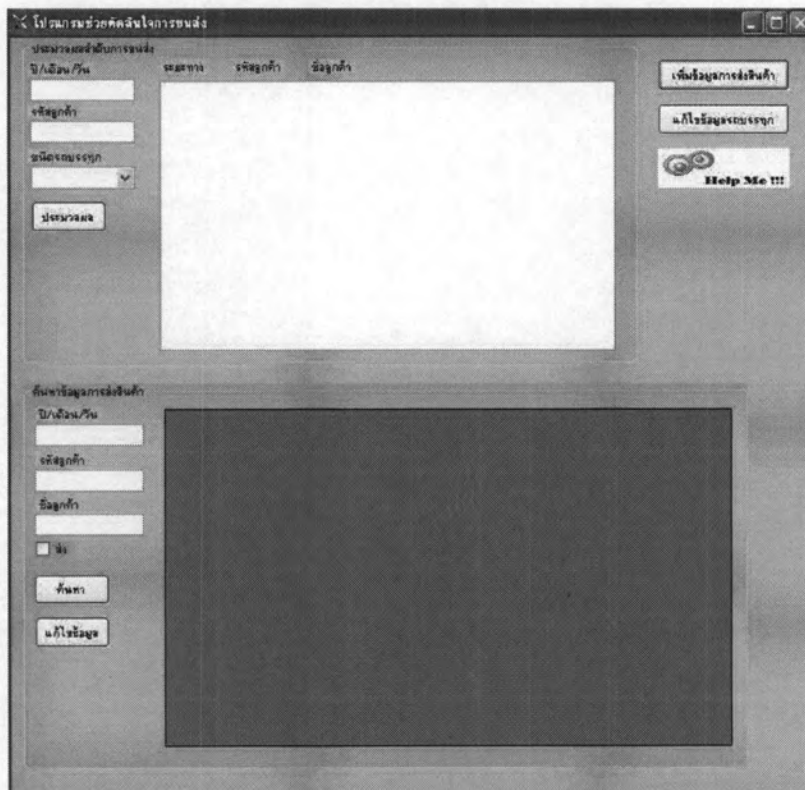 โปรแกรมช่วยตัดสินใจการขนส่ง
ประมวลผลลำดับการขนส่ง
ปี/เดือน/วัน
รหัสลูกค้า
ชนิดรถบรรทุก
ประมวลผล
ระยะทาง รหัสลูกค้า ชื่อลูกค้า
เพิ่มข้อมูลการส่งสินค้า
แก้ไขข้อมูลรถบรรทุก
Help Me !!!
ค้นหาข้อมูลการส่งสินค้า
ปี/เดือน/วัน
รหัสลูกค้า
ชื่อลูกค้า
ส่ง
ค้นหา
แก้ไขข้อมูล